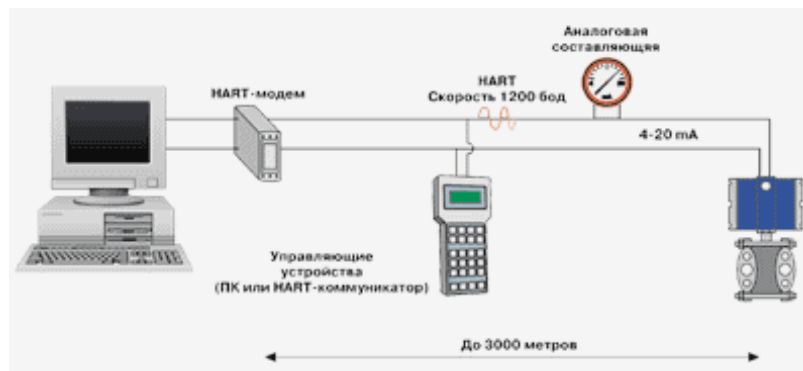 Аналоговая
составляющяя
HART-модем
HART
Скорость 1200 бод
4-20 mA
Управляющие
устройства
(ПК или HART-коммуникатор)
До 3000 метров